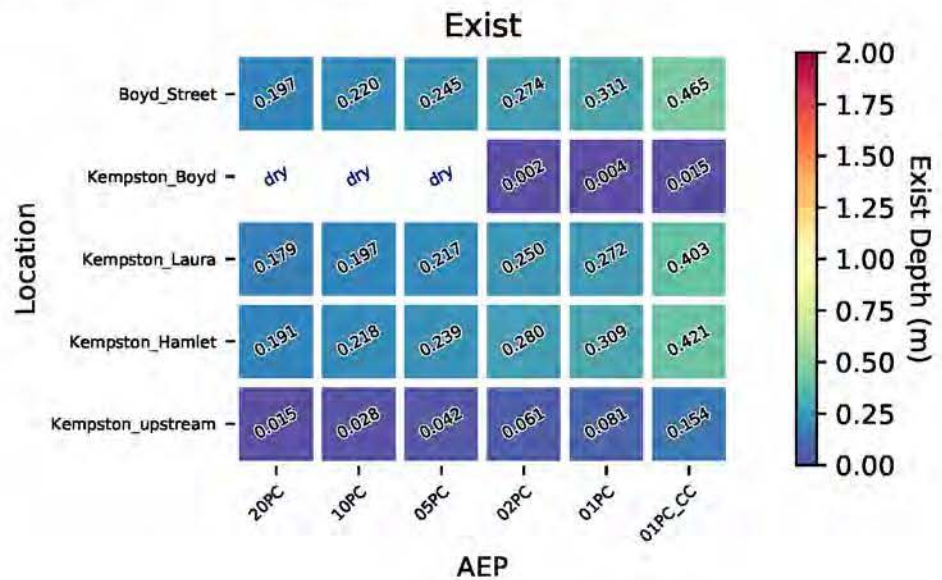 Exist
Location
Boyd_Street 0.197 0.220 0.245 0.274 0.311 0.465
Kempston_Boyd dry dry dry 0.002 0.004 0.015
Kempston_Laura 0.179 0.197 0.217 0.250 0.272 0.403
Kempston_Hamlet 0.191 0.218 0.239 0.280 0.309 0.421
Kempston_upstream 0.015 0.028 0.042 0.061 0.081 0.154
20PC 10PC 05PC 02PC 01PC 01PC_CC
AEP
2.00
1.75
1.50
1.25
1.00
0.75
0.50
0.25
0.00
Exist Depth (m)